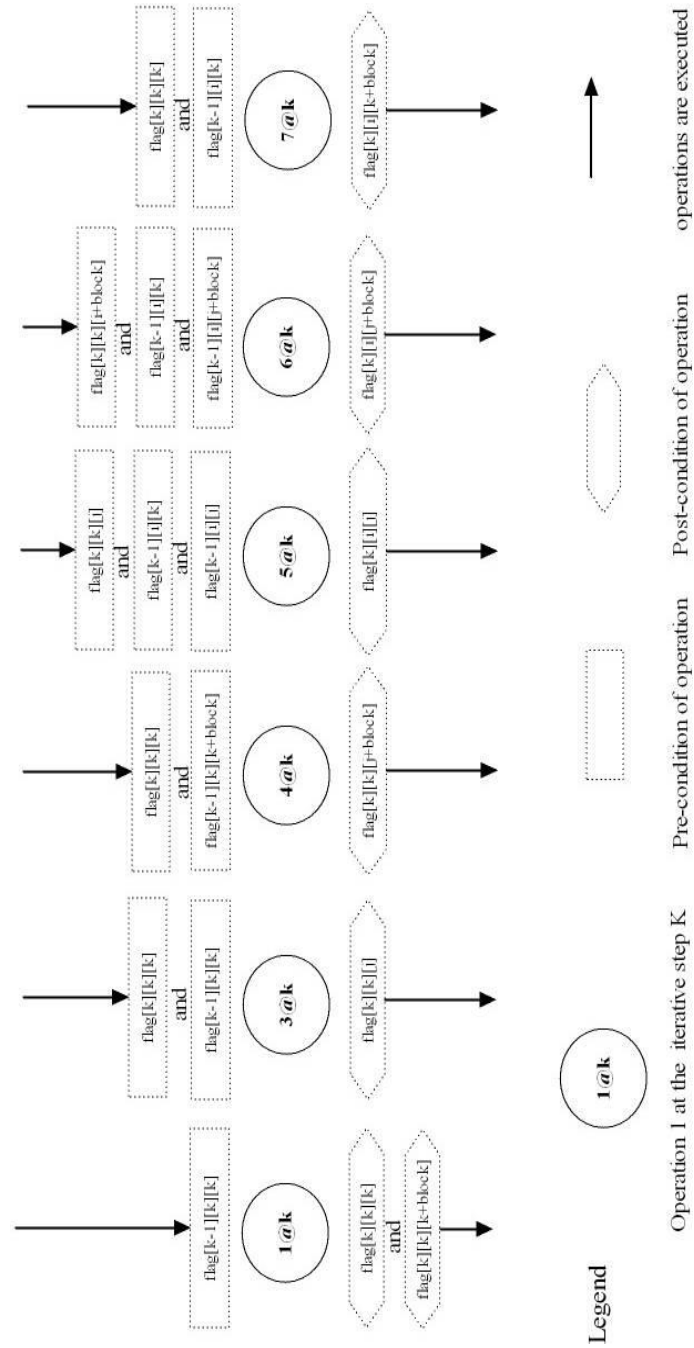 flag[k-1][k][k]
1@k
flag[k][k][k]
and
flag[k][k][k+block]
flag[k][k][k]
and
flag[k-1][k][k]
3@k
flag[k][k][j]
flag[k][k][k]
and
flag[k-1][k][k+block]
4@k
flag[k][k][j+block]
flag[k][k][j]
and
flag[k-1][i][k]
and
flag[k-1][i][j]
5@k
flag[k][i][j]
flag[k][k][j+block]
and
flag[k-1][i][k]
and
flag[k-1][i][j+block]
6@k
flag[k][i][j+block]
flag[k][k][k]
and
flag[k-1][i][k]
7@k
flag[k][i][k+block]
Legend
1@k
Operation 1 at the iterative step K
Pre-condition of operation
Post-condition of operation
operations are executed